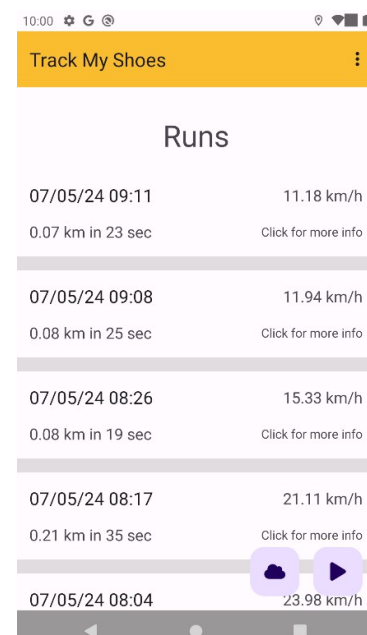 10:00 G
Track My Shoes
Runs
07/05/24 09:11 11.18 km/h
0.07 km in 23 sec Click for more info
07/05/24 09:08 11.94 km/h
0.08 km in 25 sec Click for more info
07/05/24 08:26 15.33 km/h
0.08 km in 19 sec Click for more info
07/05/24 08:17 21.11 km/h
0.21 km in 35 sec Click for more info
07/05/24 08:04 23.98 km/h